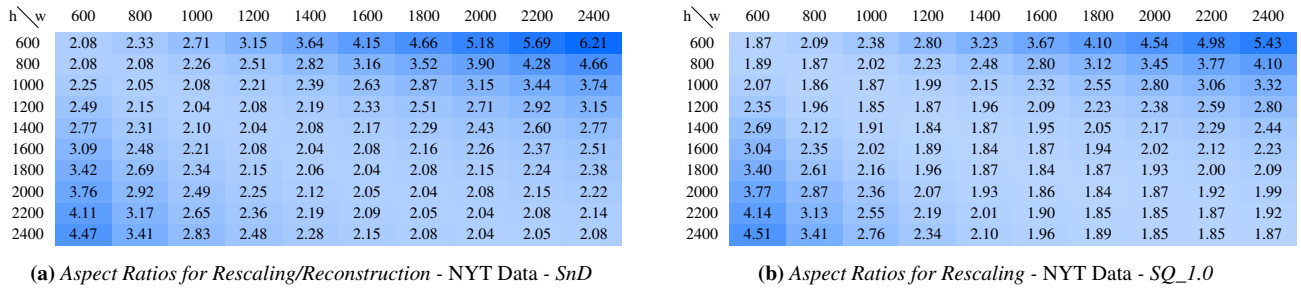 h w 600 800 1000 1200 1400 1600 1800 2000 2200 2400
600 2.08 2.33 2.71 3.15 3.64 4.15 4.66 5.18 5.69 6.21
800 2.08 2.08 2.26 2.51 2.82 3.16 3.52 3.90 4.28 4.66
1000 2.25 2.05 2.08 2.21 2.39 2.63 2.87 3.15 3.44 3.74
1200 2.49 2.15 2.04 2.08 2.19 2.33 2.51 2.71 2.92 3.15
1400 2.77 2.31 2.10 2.04 2.08 2.17 2.29 2.43 2.60 2.77
1600 3.09 2.48 2.21 2.08 2.04 2.08 2.16 2.26 2.37 2.51
1800 3.42 2.69 2.34 2.15 2.06 2.04 2.08 2.15 2.24 2.38
2000 3.76 2.92 2.49 2.25 2.12 2.05 2.04 2.08 2.15 2.22
2200 4.11 3.17 2.65 2.36 2.19 2.09 2.05 2.04 2.08 2.14
2400 4.47 3.41 2.83 2.48 2.28 2.15 2.08 2.04 2.05 2.08
(a) Aspect Ratios for Rescaling/Reconstruction - NYT Data - SnD
h w 600 800 1000 1200 1400 1600 1800 2000 2200 2400
600 1.87 2.09 2.38 2.80 3.23 3.67 4.10 4.54 4.98 5.43
800 1.89 1.87 2.02 2.23 2.48 2.80 3.12 3.45 3.77 4.10
1000 2.07 1.86 1.87 1.99 2.15 2.32 2.55 2.80 3.06 3.32
1200 2.35 1.96 1.85 1.87 1.96 2.09 2.23 2.38 2.59 2.80
1400 2.69 2.12 1.91 1.84 1.87 1.95 2.05 2.17 2.29 2.44
1600 3.04 2.35 2.02 1.89 1.84 1.87 1.94 2.02 2.12 2.23
1800 3.40 2.61 2.16 1.96 1.87 1.84 1.87 1.93 2.00 2.09
2000 3.77 2.87 2.36 2.07 1.93 1.86 1.84 1.87 1.92 1.99
2200 4.14 3.13 2.55 2.19 2.01 1.90 1.85 1.85 1.87 1.92
2400 4.51 3.41 2.76 2.34 2.10 1.96 1.89 1.85 1.85 1.87
(b) Aspect Ratios for Rescaling - NYT Data - SQ_1.0